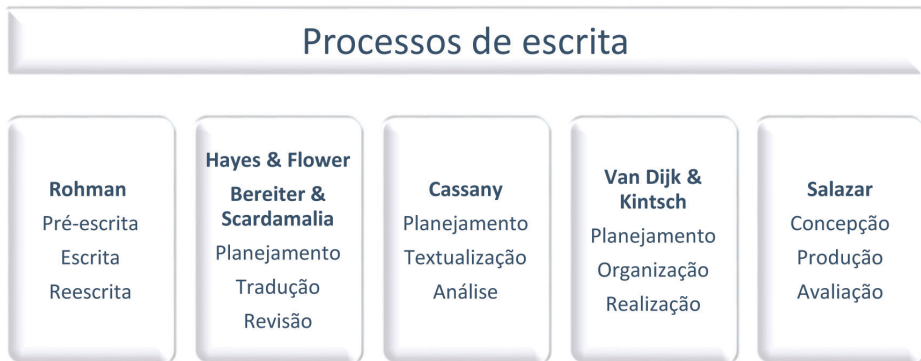 Processos de escrita
Rohman
Pré-escrita
Escrita
Reescrita
Hayes & Flower
Bereiter &
Scardamalia
Planejamento
Tradução
Revisão
Cassany
Planejamento
Textualização
Análise
Van Dijk &
Kintsch
Planejamento
Organização
Realização
Salazar
Concepção
Produção
Avaliação